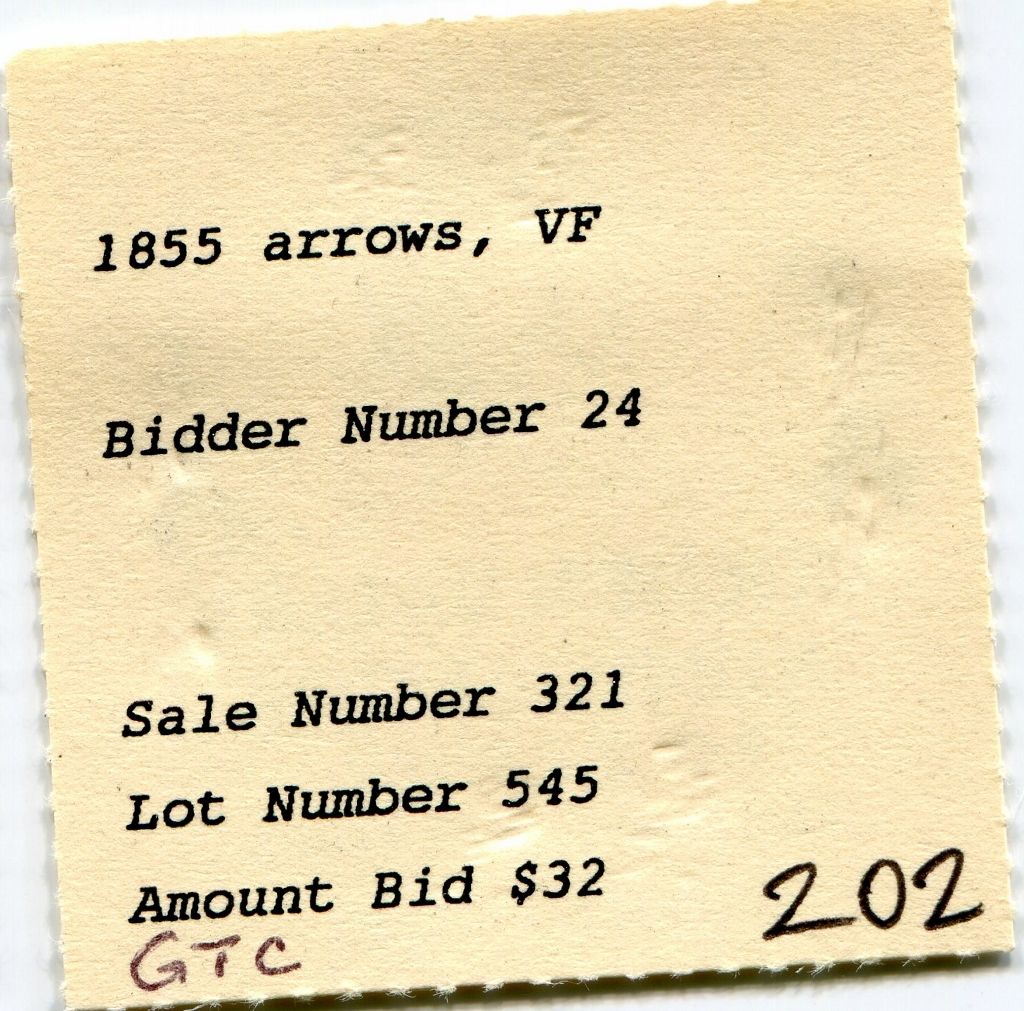 1855 arrows, VF
Bidder Number 24
Sale Number 321
Lot Number 545
Amount Bid $32
GTC
202